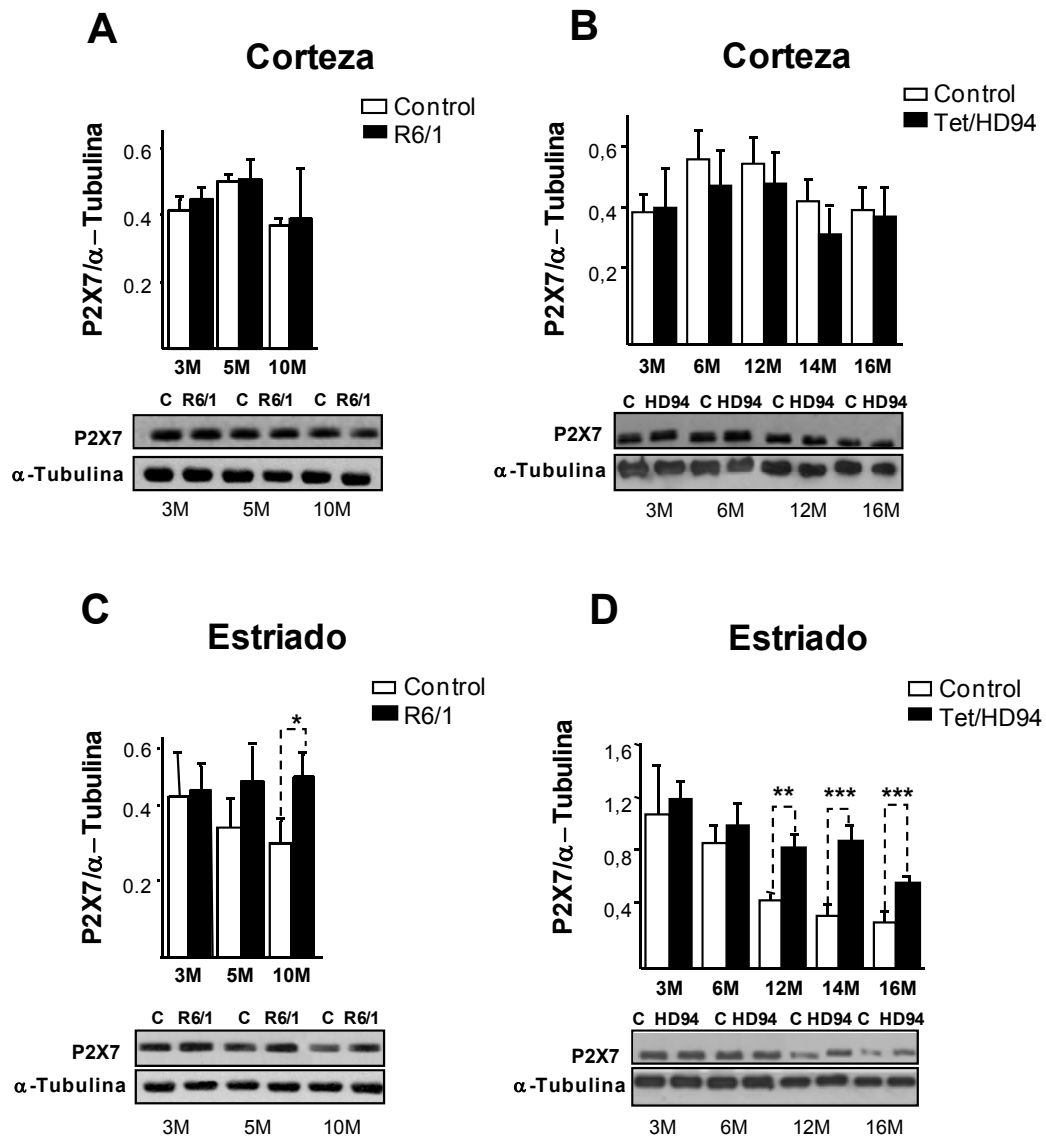 A
Corteza
Control
R6/1
P2X7/α–Tubulina
0.6
0.4
0.2
3M 5M 10M
C R6/1 C R6/1 C R6/1
P2X7
α-Tubulina
3M 5M 10M
B
Corteza
Control
Tet/HD94
P2X7/α–Tubulina
0,6
0,4
0,2
3M 6M 12M 14M 16M
C HD94 C HD94 C HD94 C HD94
P2X7
α-Tubulina
3M 6M 12M 16M
C
Estriado
Control
R6/1
P2X7/α–Tubulina
0.6
0.4
0.2
*
3M 5M 10M
C R6/1 C R6/1 C R6/1
P2X7
α-Tubulina
3M 5M 10M
D
Estriado
Control
Tet/HD94
P2X7/α–Tubulina
1,6
1,2
0,8
0,4
** *** ***
3M 6M 12M 14M 16M
C HD94 C HD94 C HD94 C HD94
P2X7
α-Tubulina
3M 6M 12M 16M